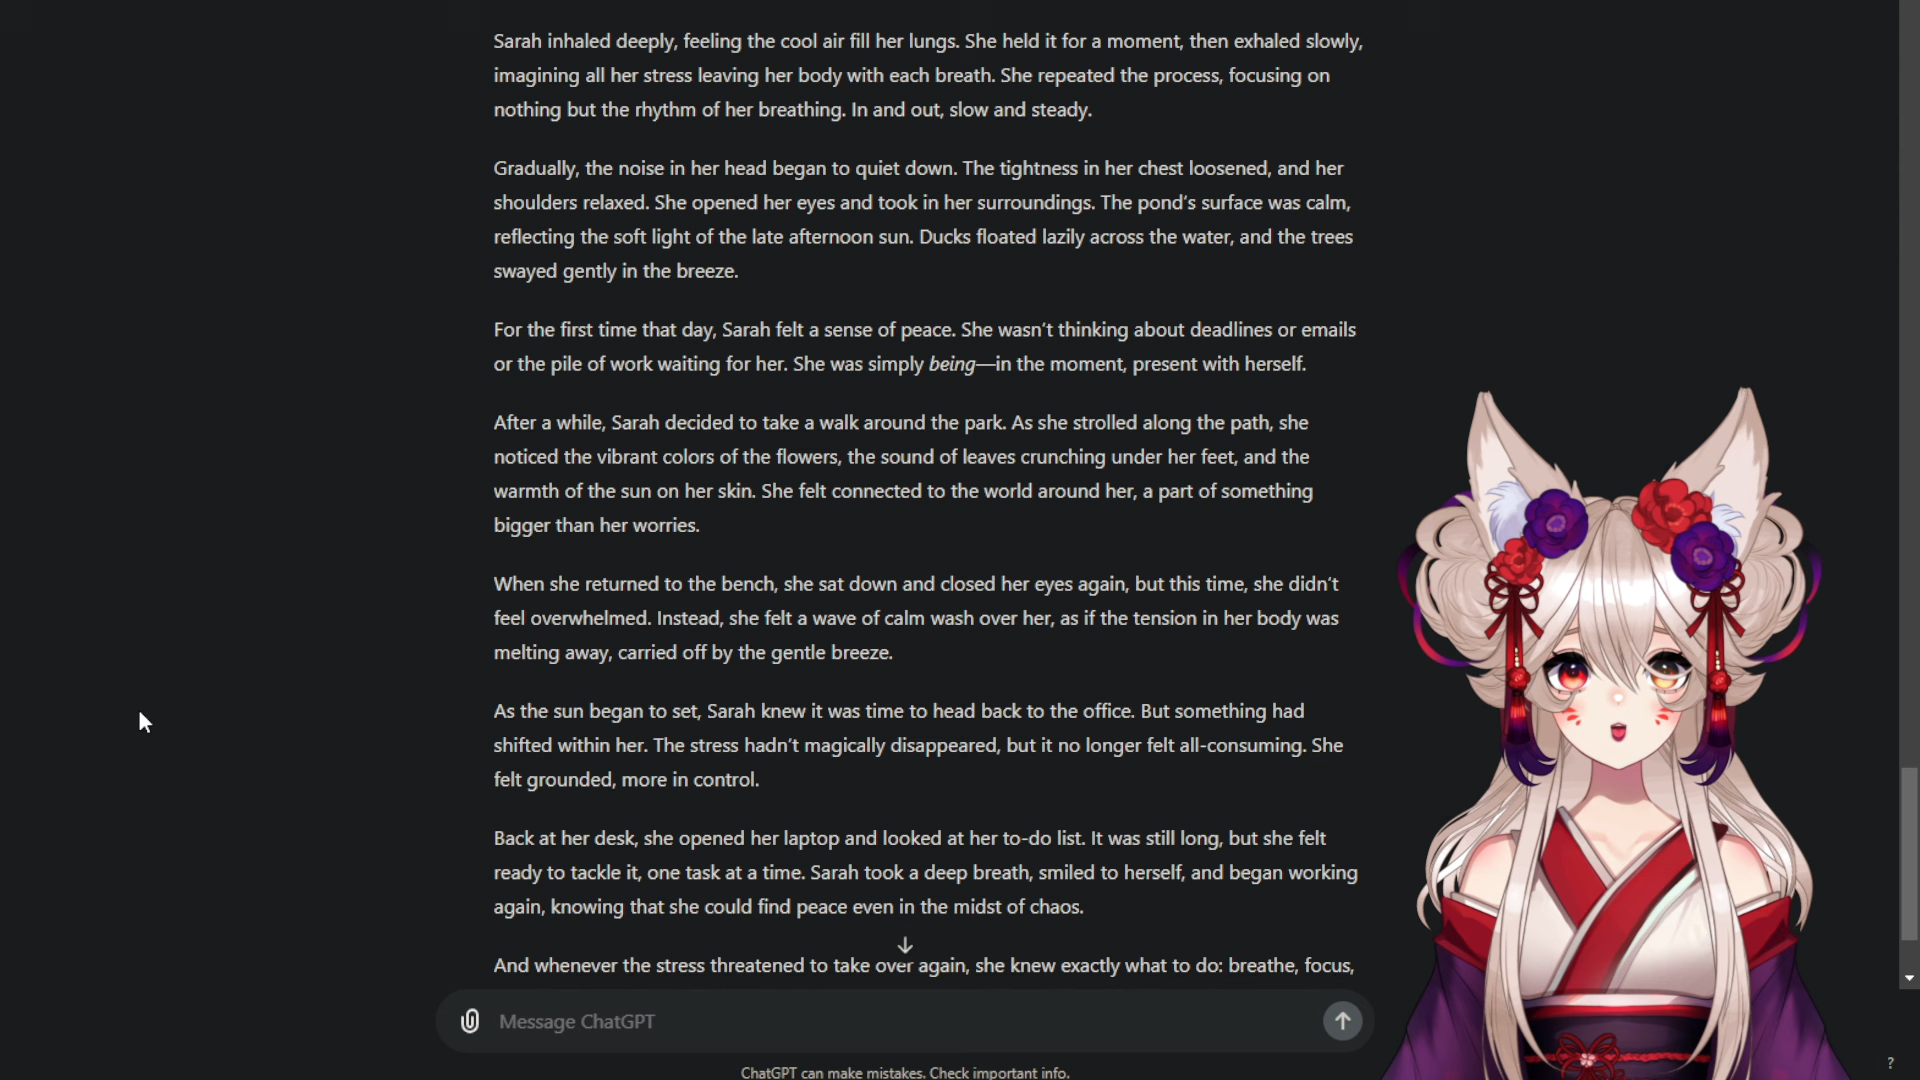 Sarah inhaled deeply, feeling the cool air fill her lungs. She held it for a moment, then exhaled slowly,
imagining all her stress leaving her body with each breath. She repeated the process, focusing on
nothing but the rhythm of her breathing. In and out, slow and steady.
Gradually, the noise in her head began to quiet down. The tightness in her chest loosened, and her
shoulders relaxed. She opened her eyes and took in her surroundings. The pond's surface was calm,
reflecting the soft light of the late afternoon sun. Ducks floated lazily across the water, and the trees
swayed gently in the breeze.
For the first time that day, Sarah felt a sense of peace. She wasn't thinking about deadlines or emails
or the pile of work waiting for her. She was simply being—in the moment, present with herself.
After a while, Sarah decided to take a walk around the park. As she strolled along the path, she
noticed the vibrant colors of the flowers, the sound of leaves crunching under her feet, and the
warmth of the sun on her skin. She felt connected to the world around her, a part of something
bigger than her worries.
When she returned to the bench, she sat down and closed her eyes again, but this time, she didn't
feel overwhelmed. Instead, she felt a wave of calm wash over her, as if the tension in her body was
melting away, carried off by the gentle breeze.
As the sun began to set, Sarah knew it was time to head back to the office. But something had
shifted within her. The stress hadn't magically disappeared, but it no longer felt all-consuming. She
felt grounded, more in control.
Back at her desk, she opened her laptop and looked at her to-do list. It was still long, but she felt
ready to tackle it, one task at a time. Sarah took a deep breath, smiled to herself, and began working
again, knowing that she could find peace even in the midst of chaos.
And whenever the stress threatened to take over again, she knew exactly what to do: breathe, focus,
Message ChatGPT
ChatGPT can make mistakes. Check important info.
?